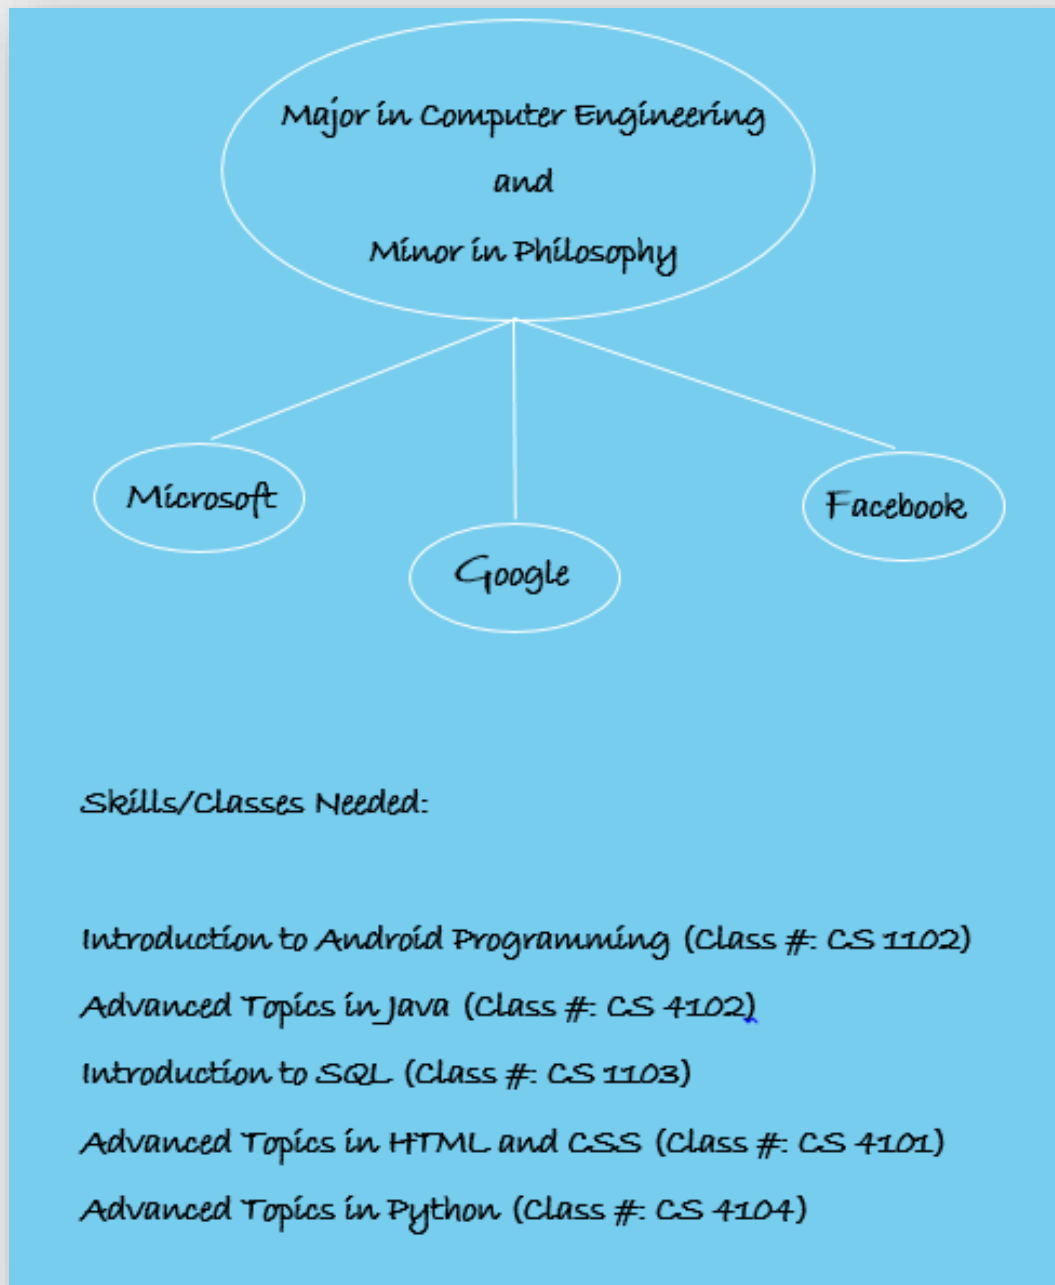 Major in Computer Engineering
and
Minor in Philosophy
Microsoft
Google
Facebook
Skills/Classes Needed:
Introduction to Android Programming (Class #: CS 1102)
Advanced Topics in Java (Class #: CS 4102)
Introduction to SQL (Class #: CS 1103)
Advanced Topics in HTML and CSS (Class #: CS 4101)
Advanced Topics in Python (Class #: CS 4104)